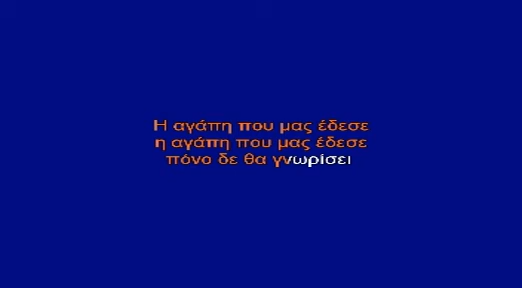 Η αγάπη που μας έδεσε
η αγάπη που μας έδεσε
πόνο δε θα γνωρίσει